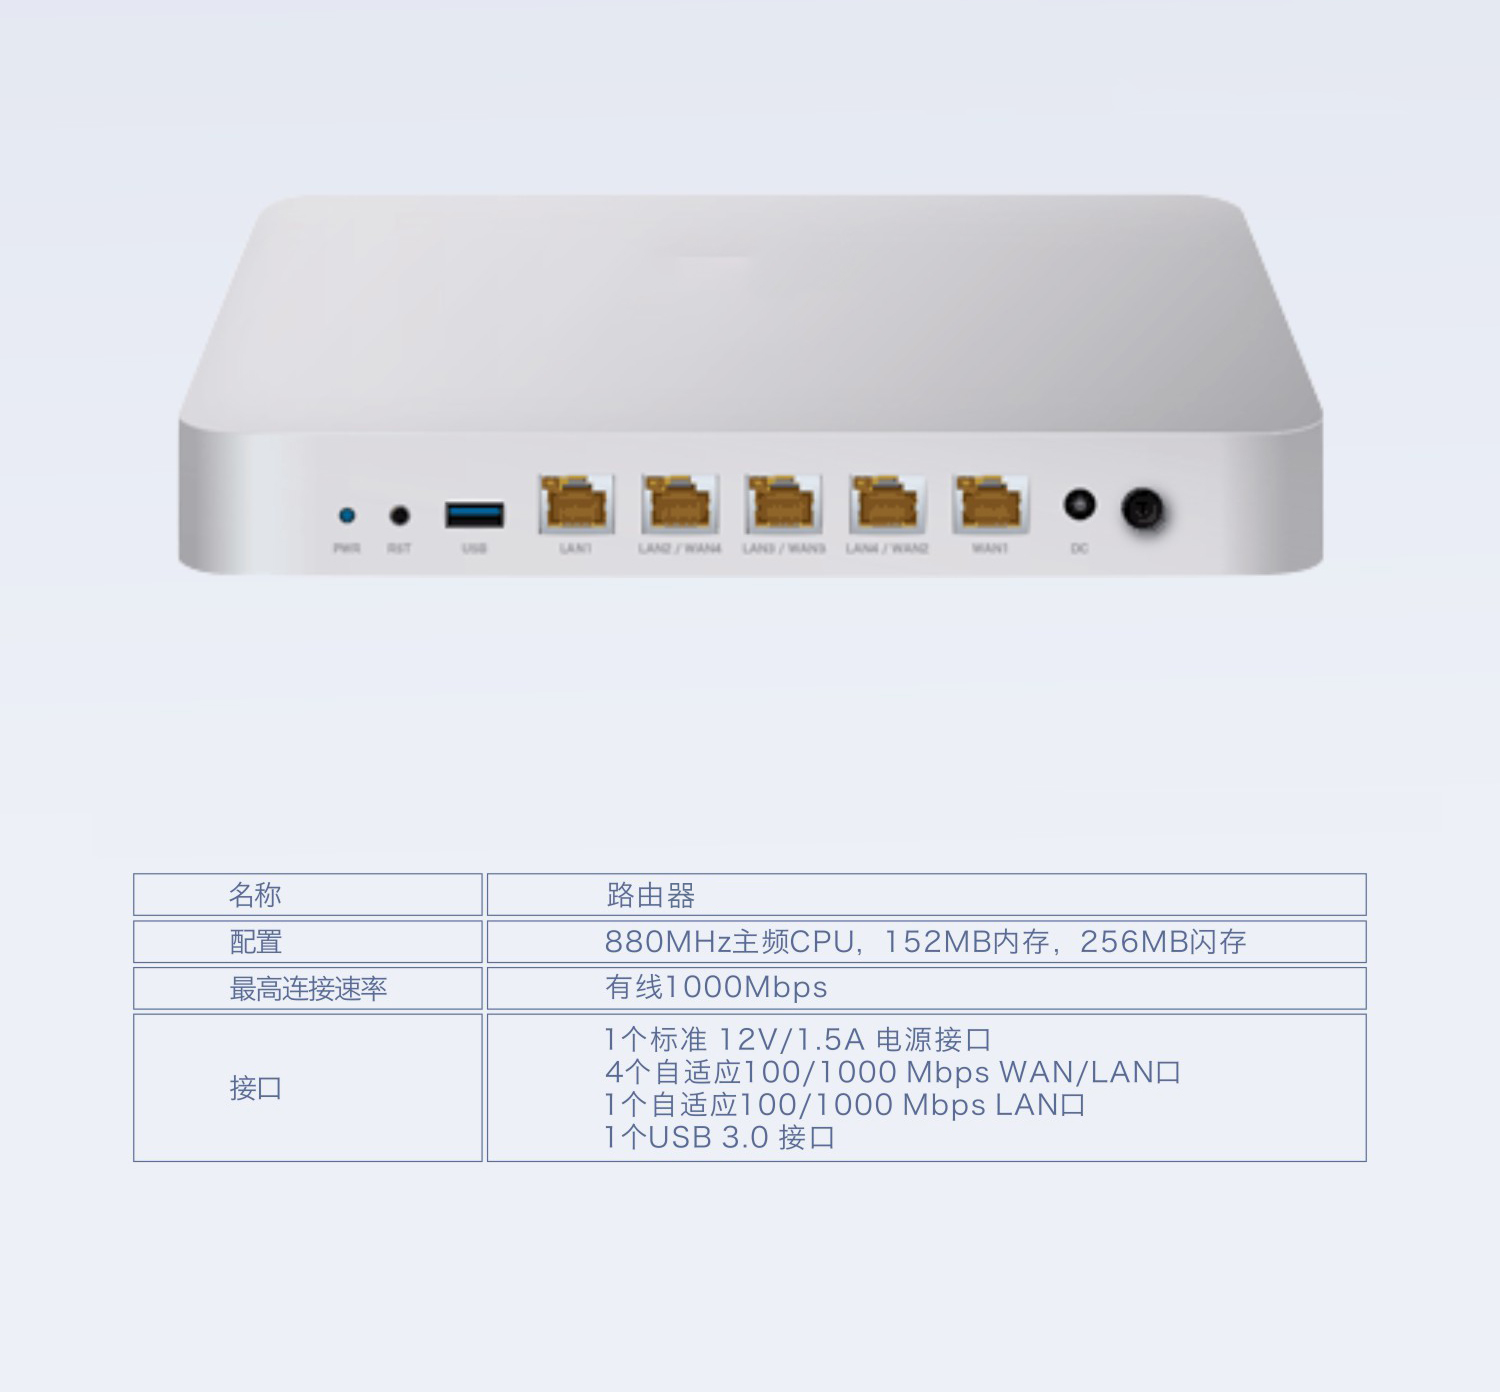 PWR RST USB LAN1 LAN2 / WAN4 LAN3 / WAN3 LAN4 / WAN2 WAN1 DC
名称 路由器
配置 880MHz主频CPU，152MB内存，256MB闪存
最高连接速率 有线1000Mbps
接口
1个标准 12V/1.5A 电源接口
4个自适应100/1000 Mbps WAN/LAN口
1个自适应100/1000 Mbps LAN口
1个USB 3.0 接口